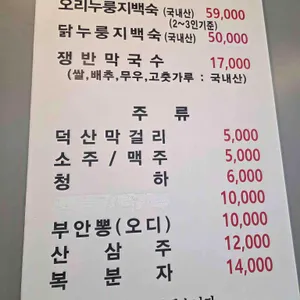 오리누룽지백숙 (국내산) 59,000
(2~3인기준)
닭누룽지백숙 (국내산) 50,000
쟁반막국수 17,000
(쌀,배추,무우,고춧가루 : 국내산)
주류
덕산막걸리 5,000
소주/맥주 5,000
청하 6,000
10,000
부안뽕(오디) 10,000
산삼주 12,000
복분자 14,000